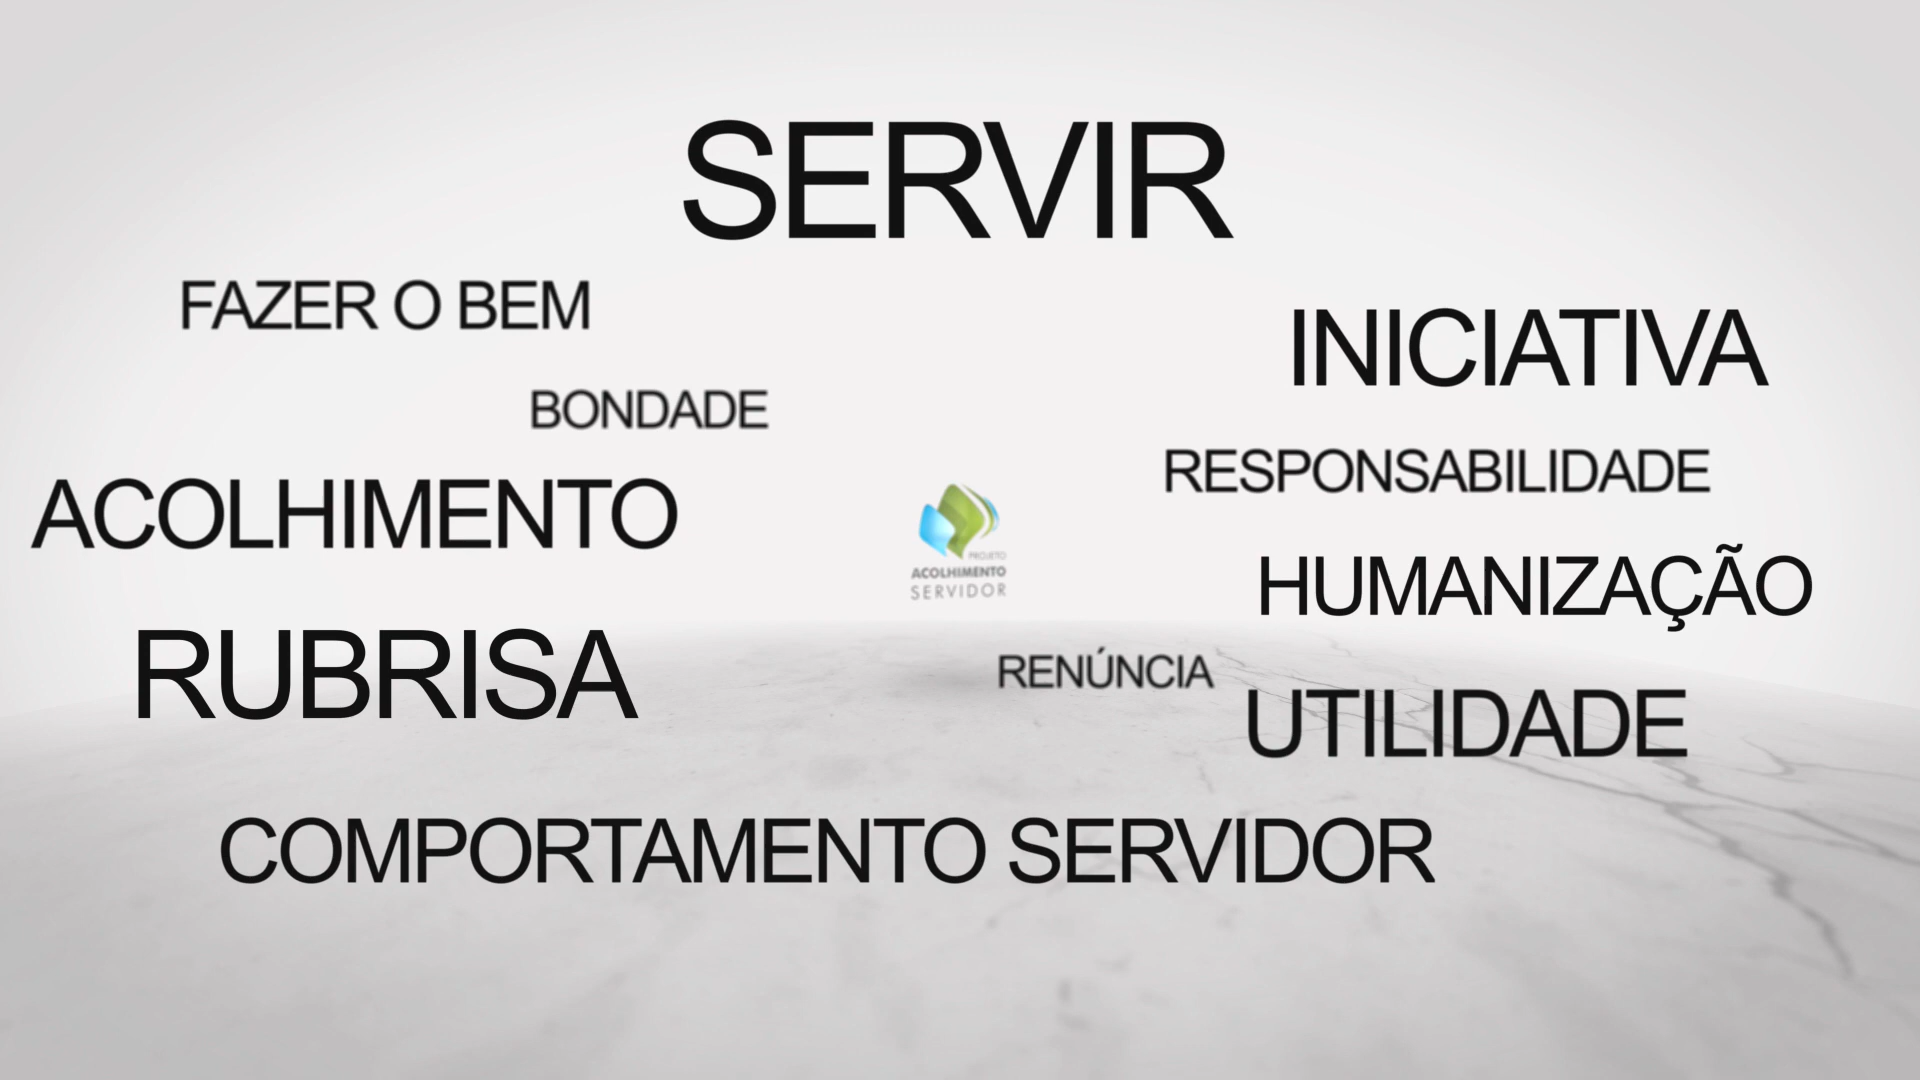 SERVIR
FAZER O BEM
INICIATIVA
BONDADE
RESPONSABILIDADE
ACOLHIMENTO
PROJETO
ACOLHIMENTO
SERVIDOR
HUMANIZAÇÃO
RUBRISA
RENÚNCIA
UTILIDADE
COMPORTAMENTO SERVIDOR